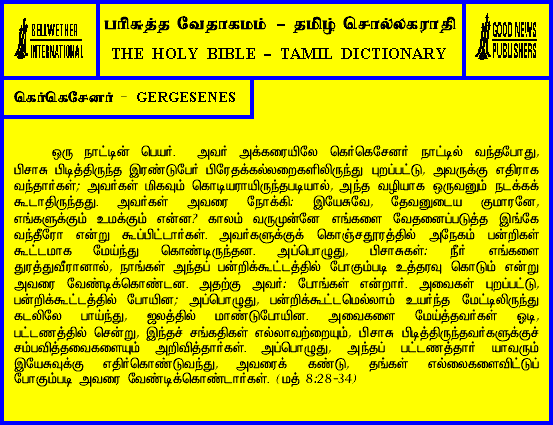 BELLWETHER
INTERNATIONAL
பரிசுத்த வேதாகமம் – தமிழ் சொல்லகராதி
THE HOLY BIBLE – TAMIL DICTIONARY
GOOD NEWS
PUBLISHERS
கெர்கெசேனர் – GERGESENES
ஒரு நாட்டின் பெயர். அவர் அக்கரையிலே கெர்கெசேனர் நாட்டில் வந்தபோது,
பிசாசு பிடித்திருந்த இரண்டுபேர் பிரேதக்கல்லறைகளிலிருந்து புறப்பட்டு, அவருக்கு எதிராக
வந்தார்கள்; அவர்கள் மிகவும் கொடியராயிருந்தபடியால், அந்த வழியாக ஒருவனும் நடக்கக்
கூடாதிருந்தது. அவர்கள் அவரை நோக்கி: இயேசுவே, தேவனுடைய குமாரனே,
எங்களுக்கும் உமக்கும் என்ன? காலம் வருமுன்னே எங்களை வேதனைப்படுத்த இங்கே
வந்தீரோ என்று கூப்பிட்டார்கள். அவர்களுக்குக் கொஞ்சதூரத்தில் அநேகம் பன்றிகள்
கூட்டமாக மேய்ந்து கொண்டிருந்தன. அப்பொழுது, பிசாசுகள்: நீர் எங்களை
துரத்துவீரானால், நாங்கள் அந்தப் பன்றிக்கூட்டத்தில் போகும்படி உத்தரவு கொடும் என்று
அவரை வேண்டிக்கொண்டன. அதற்கு அவர்: போங்கள் என்றார். அவைகள் புறப்பட்டு,
பன்றிக்கூட்டத்தில் போயின; அப்பொழுது, பன்றிக்கூட்டமெல்லாம் உயர்ந்த மேட்டிலிருந்து
கடலிலே பாய்ந்து, ஜலத்தில் மாண்டுபோயின. அவைகளை மேய்த்தவர்கள் ஓடி,
பட்டணத்தில் சென்று, இந்தச் சங்கதிகள் எல்லாவற்றையும், பிசாசு பிடித்திருந்தவர்களுக்குச்
சம்பவித்தவைகளையும் அறிவித்தார்கள். அப்பொழுது, அந்தப் பட்டணத்தார் யாவரும்
இயேசுவுக்கு எதிர்கொண்டுவந்து, அவரைக் கண்டு, தங்கள் எல்லைகளைவிட்டுப்
போகும்படி அவரை வேண்டிக்கொண்டார்கள். (மத் 8:28-34)